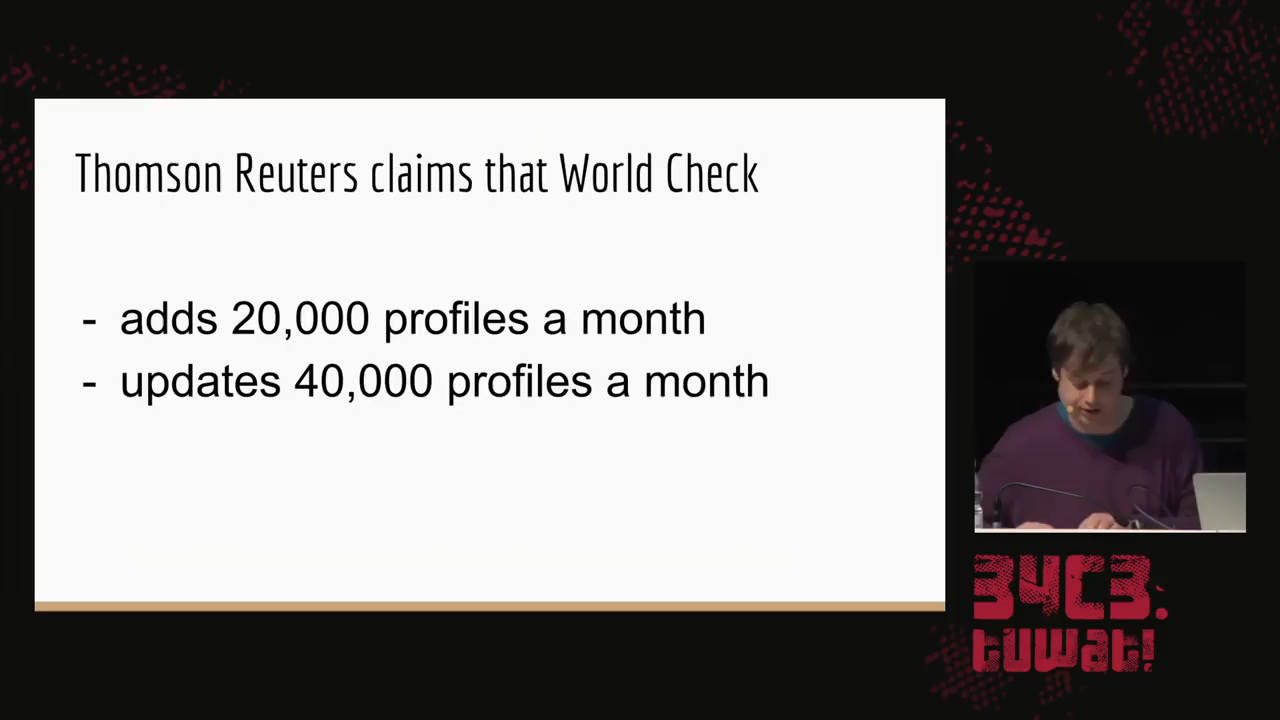 Thomson Reuters claims that World Check
- adds 20,000 profiles a month
- updates 40,000 profiles a month
34C3.
tuwat!